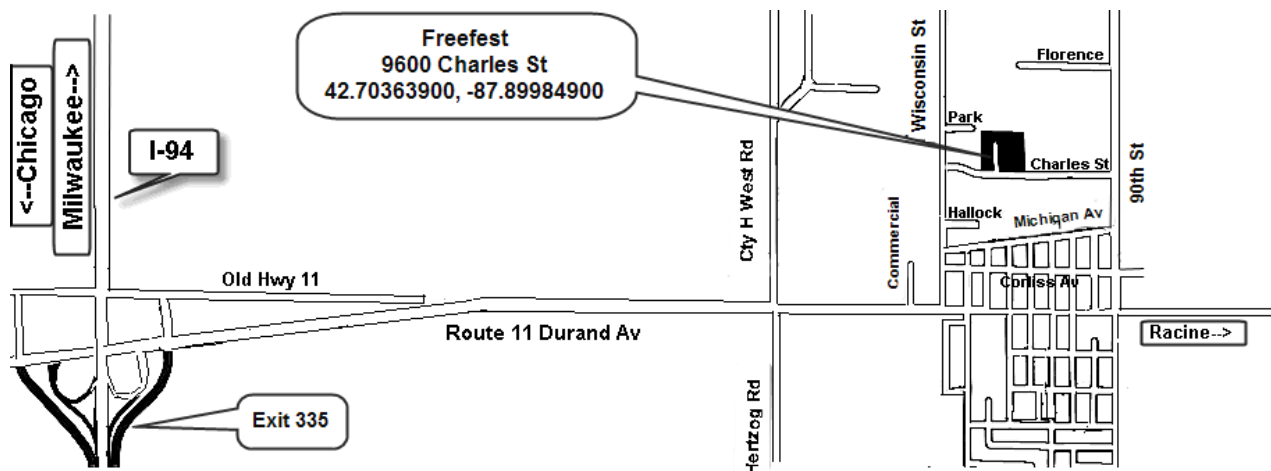 Freefest
9600 Charles St
42.70363900, -87.89984900
<--Chicago
Milwaukee-->
I-94
Wisconsin St
Florence
Park
Charles St
90th St
Cty H West Rd
Commercial
Hallock
Michigan Av
Corliss Av
Old Hwy 11
Route 11 Durand Av
Racine-->
Exit 335
Hertzog Rd